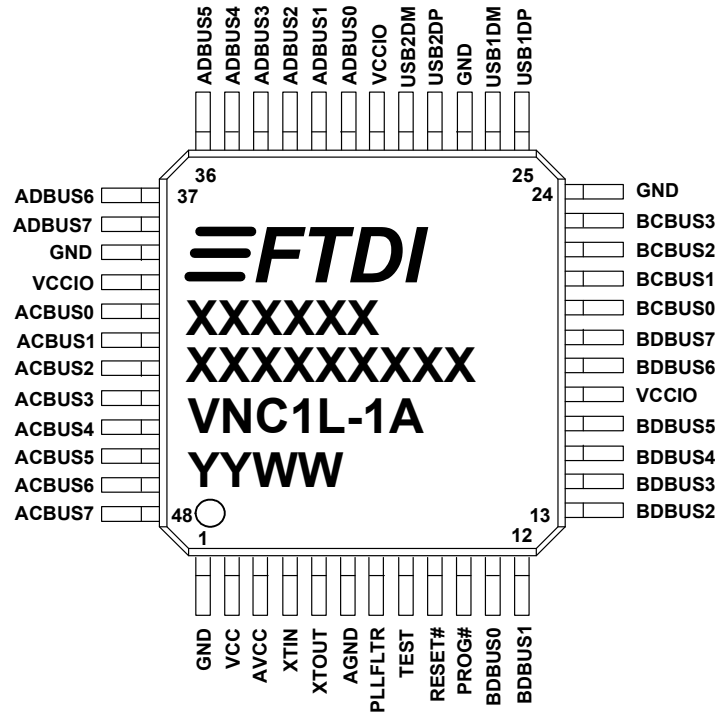 ADBUS5
ADBUS4
ADBUS3
ADBUS2
ADBUS1
ADBUS0
VCCIO
USB2DM
USB2DP
GND
USB1DM
USB1DP
36
25
37
24
ADBUS6
ADBUS7
GND
VCCIO
ACBUS0
ACBUS1
ACBUS2
ACBUS3
ACBUS4
ACBUS5
ACBUS6
ACBUS7
FTDI
XXXXXX
XXXXXXXXX
VNC1L-1A
YYWW
GND
BCBUS3
BCBUS2
BCBUS1
BCBUS0
BDBUS7
BDBUS6
VCCIO
BDBUS5
BDBUS4
BDBUS3
BDBUS2
48
13
1
12
GND
VCC
AVCC
XTIN
XTOUT
AGND
PLLFLTR
TEST
RESET#
PROG#
BDBUS0
BDBUS1